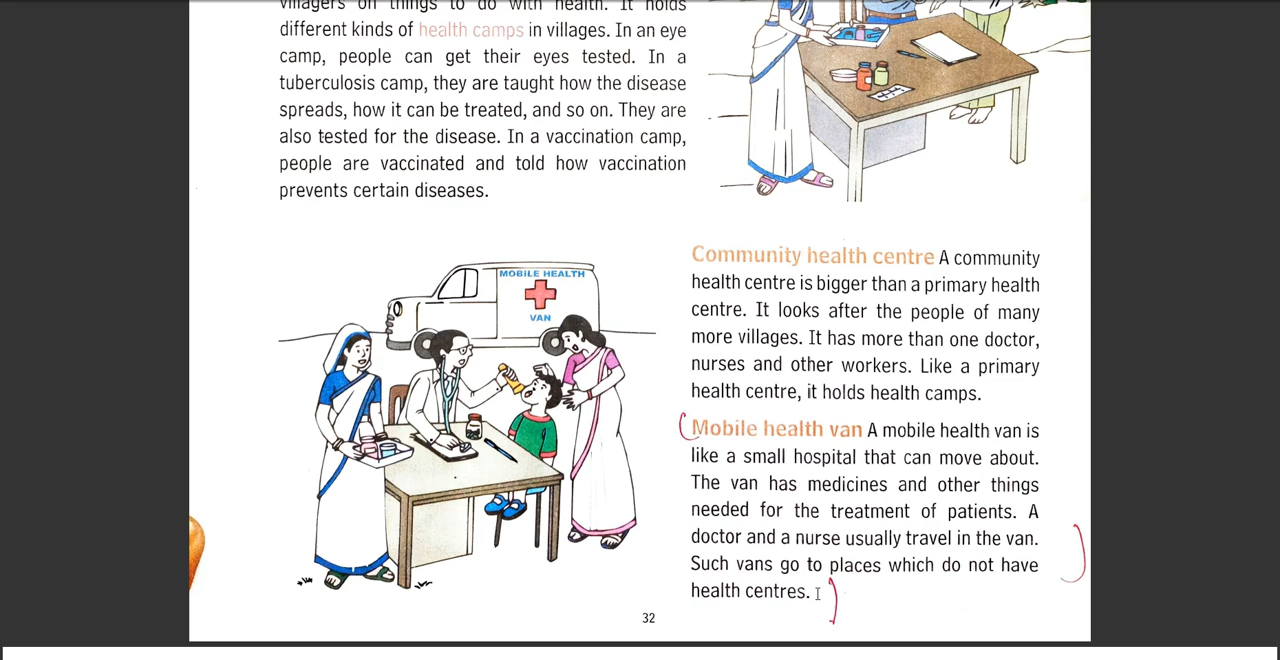 villagers on things to do with health. It holds
different kinds of health camps in villages. In an eye
camp, people can get their eyes tested. In a
tuberculosis camp, they are taught how the disease
spreads, how it can be treated, and so on. They are
also tested for the disease. In a vaccination camp,
people are vaccinated and told how vaccination
prevents certain diseases.
MOBILE HEALTH
VAN
Community health centre A community
health centre is bigger than a primary health
centre. It looks after the people of many
more villages. It has more than one doctor,
nurses and other workers. Like a primary
health centre, it holds health camps.
Mobile health van A mobile health van is
like a small hospital that can move about.
The van has medicines and other things
needed for the treatment of patients. A
doctor and a nurse usually travel in the van.
Such vans go to places which do not have
health centres.
32